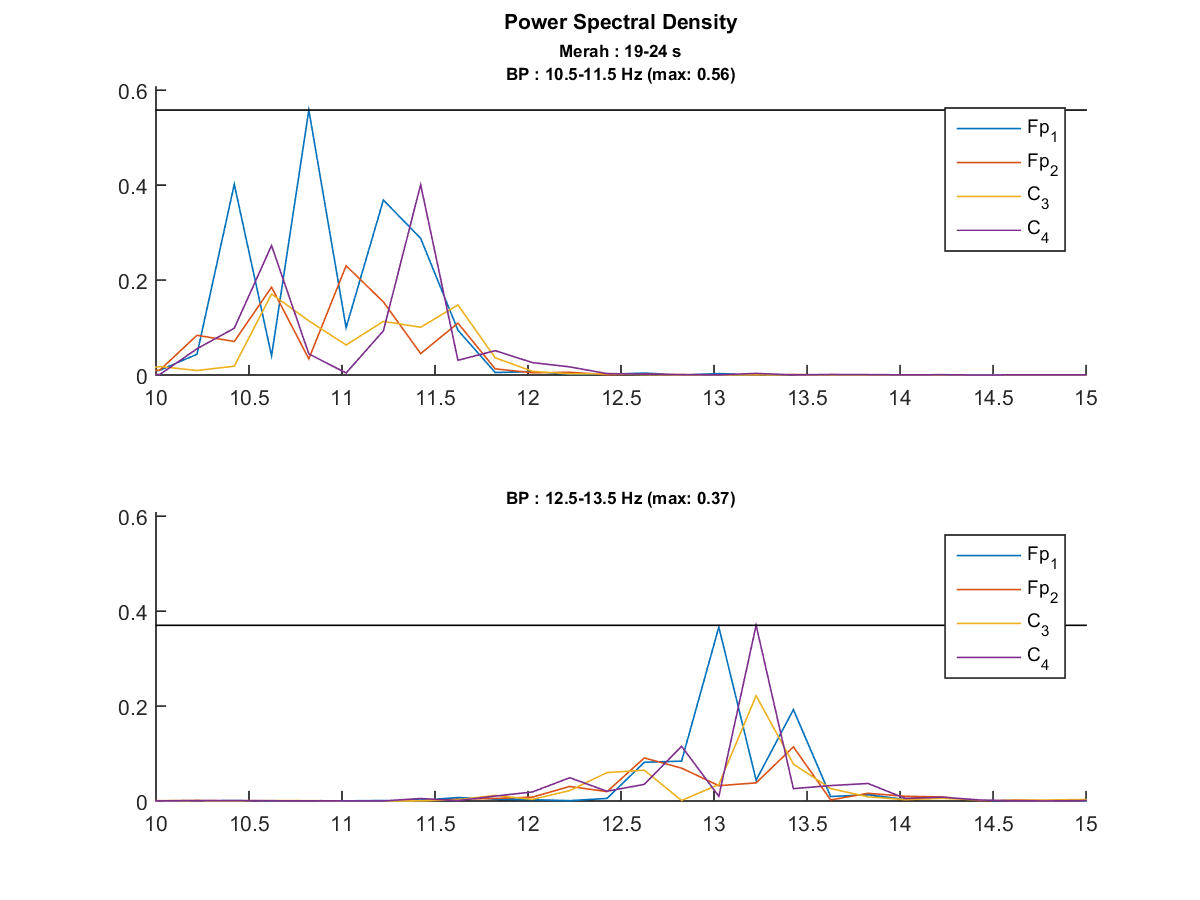 Power Spectral Density
Merah : 19-24 s
BP : 10.5-11.5 Hz (max: 0.56)
0.6
0.4
0.2
0
10 10.5 11 11.5 12 12.5 13 13.5 14 14.5 15
Fp1
Fp2
C3
C4
BP : 12.5-13.5 Hz (max: 0.37)
0.6
0.4
0.2
0
10 10.5 11 11.5 12 12.5 13 13.5 14 14.5 15
Fp1
Fp2
C3
C4